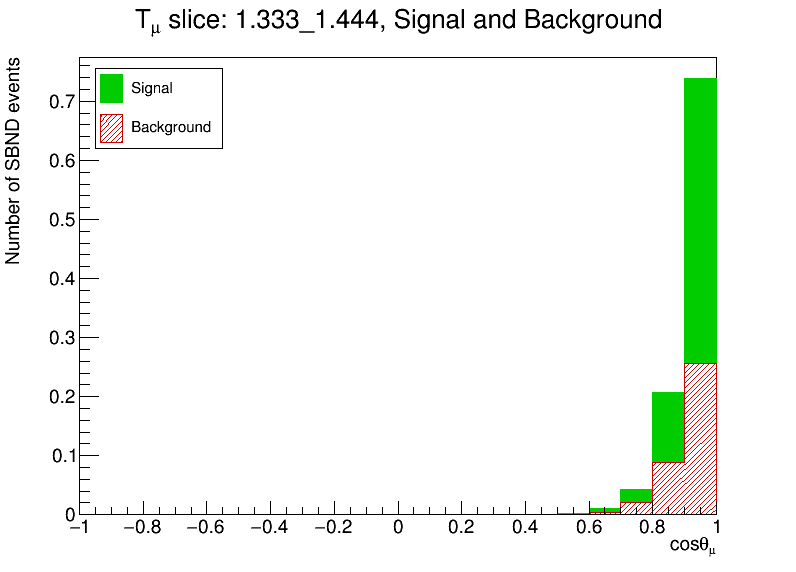 Tμ slice: 1.333_1.444, Signal and Background
Number of SBND events
Signal
Background
0.7
0.6
0.5
0.4
0.3
0.2
0.1
0
−1 −0.8 −0.6 −0.4 −0.2 0 0.2 0.4 0.6 0.8 1
cosθμ